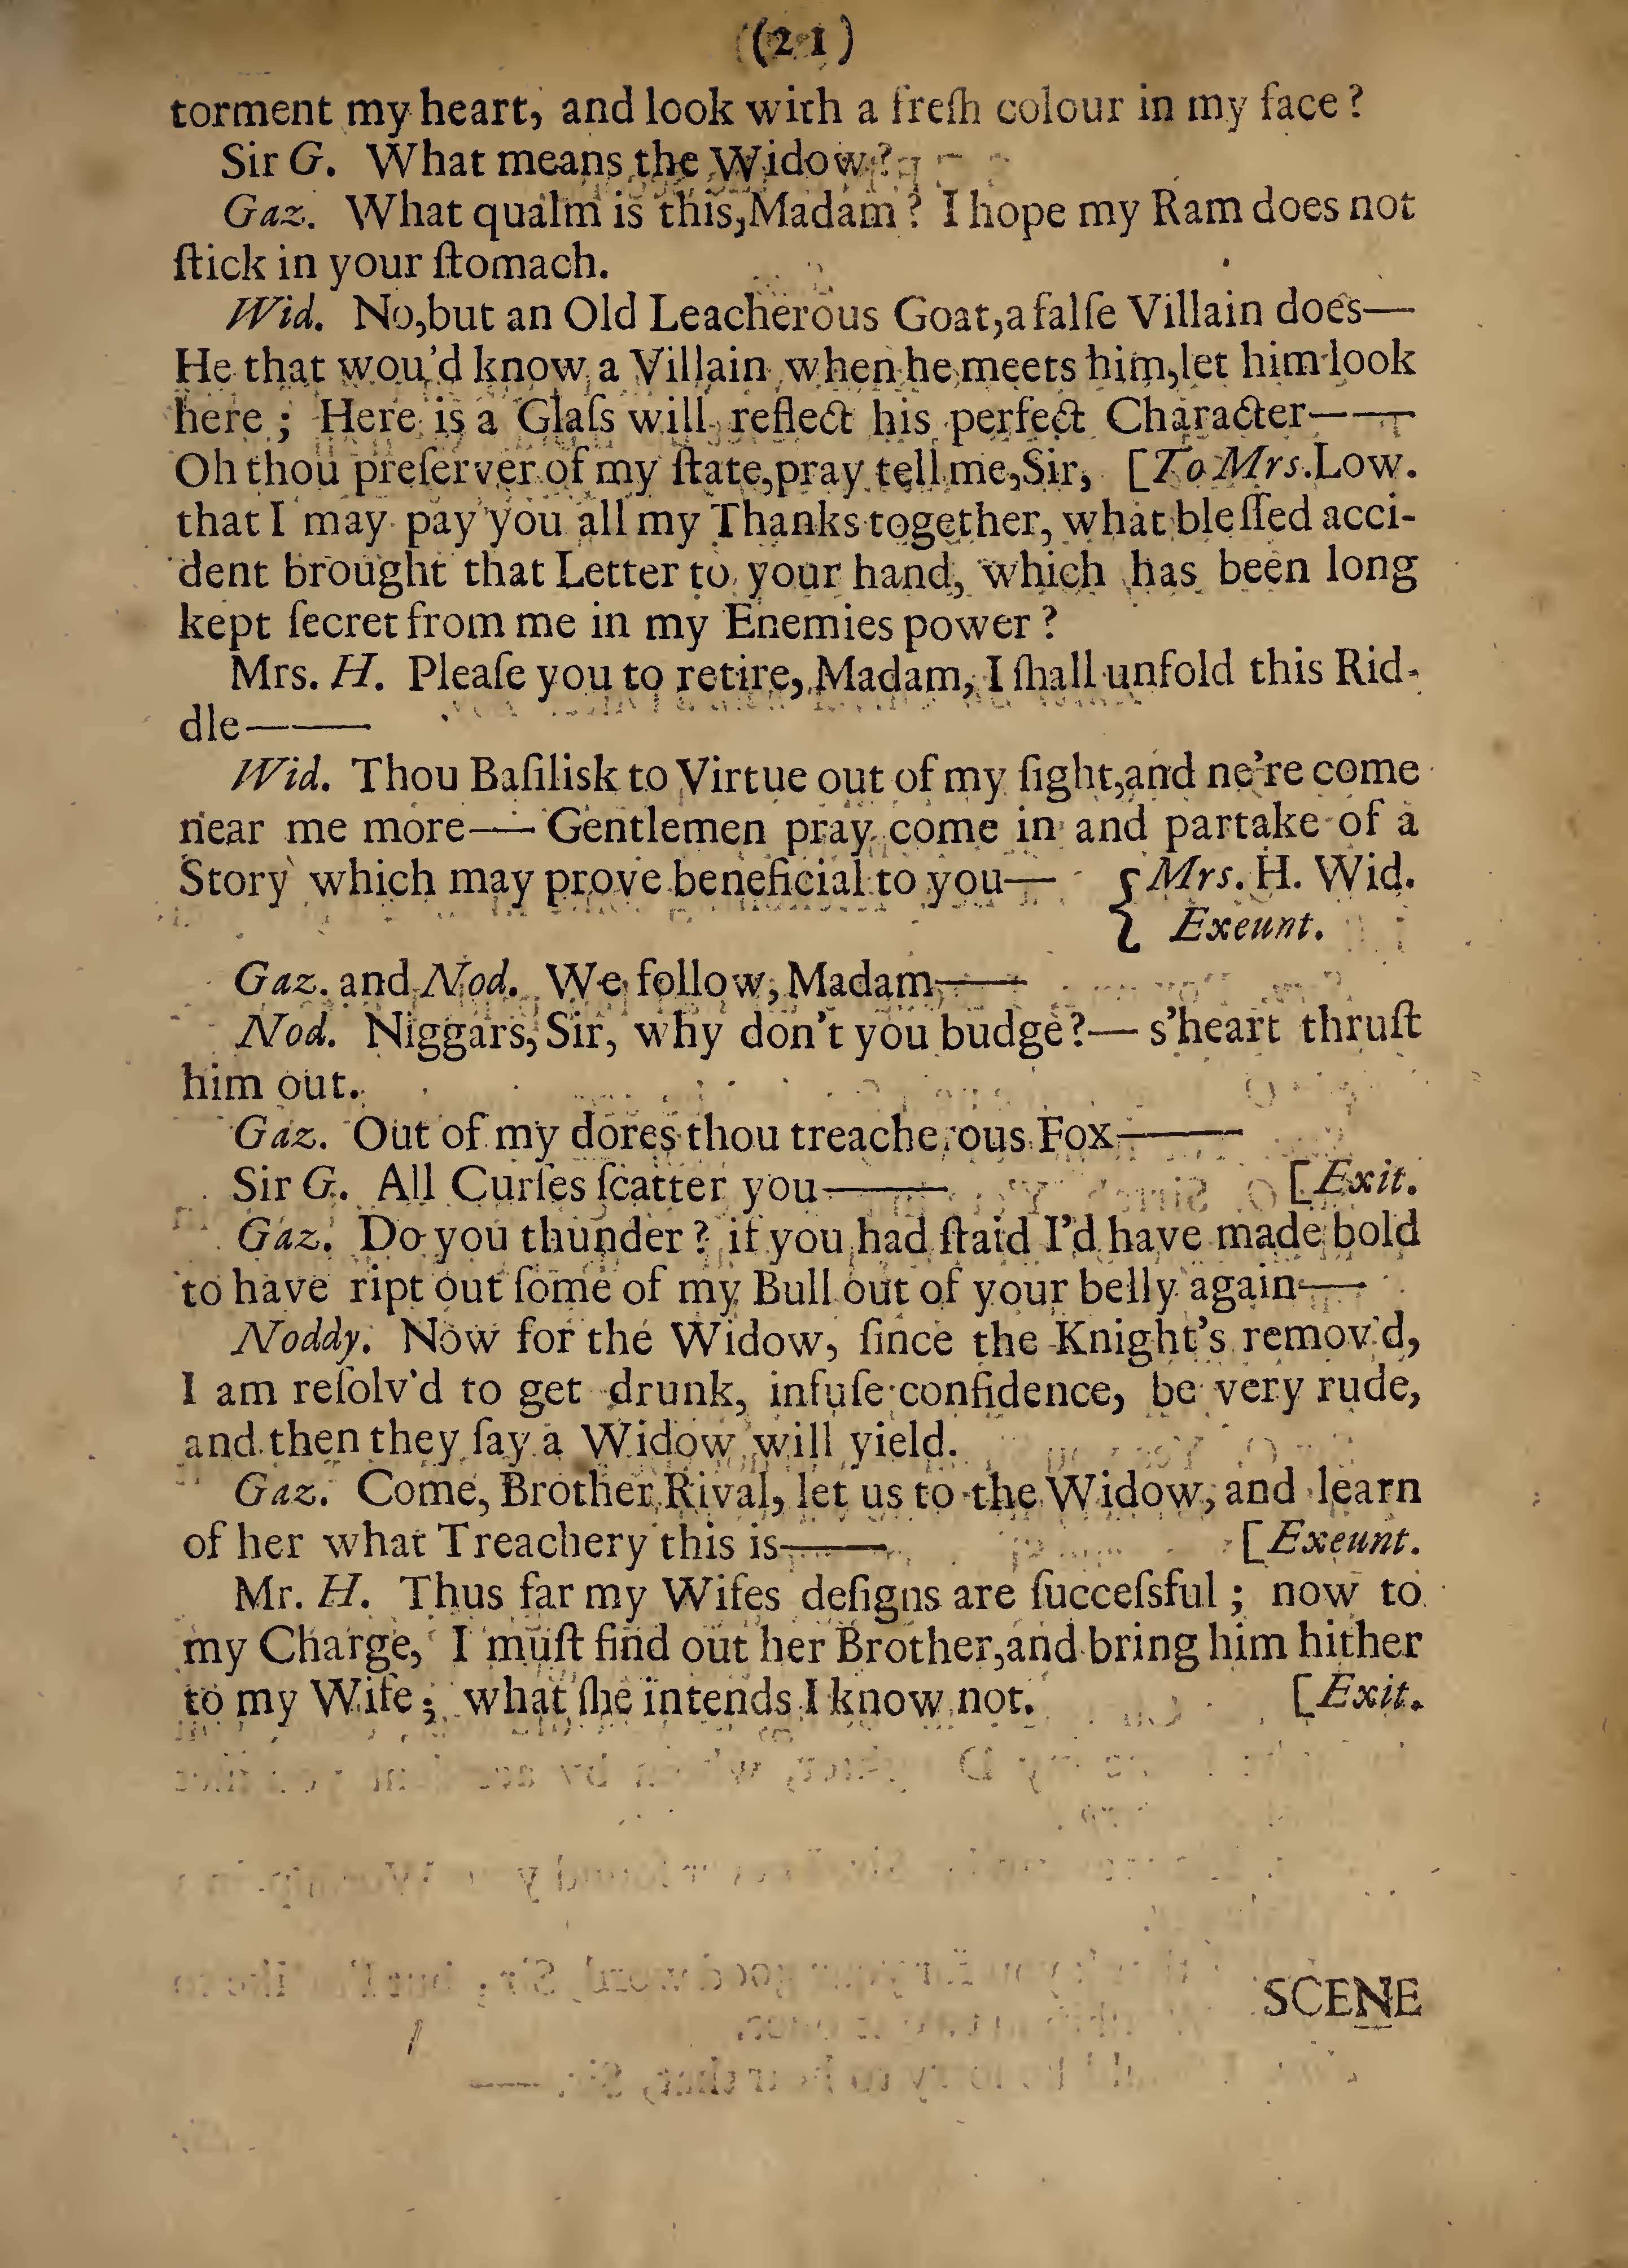 (21)
torment my heart, and look with a freſh colour in my face?
Sir G. What means the Widow?
Gaz. What qualm is this, Madam? I hope my Ram does not
ſtick in your ſtomach.
Wid. No, but an Old Leacherous Goat, a falſe Villain does—
He that wou'd know a Villain when he meets him, let him look
here; Here is a Glaſs will reflect his perfect Character——
Oh thou preſerver of my ſtate, pray tell me, Sir, [To Mrs. Low.
that I may pay you all my Thanks together, what bleſſed acci-
dent brought that Letter to your hand, which has been long
kept ſecret from me in my Enemies power?
Mrs. H. Pleaſe you to retire, Madam, I ſhall unfold this Rid-
dle——
Wid. Thou Baſilisk to Virtue out of my ſight, and ne're come
near me more—— Gentlemen pray come in and partake of a
Story which may prove beneficial to you— { Mrs. H. Wid.
Exeunt.
Gaz. and Nod. We follow, Madam——
Nod. Niggars, Sir, why don't you budge?— s'heart thruſt
him out.
Gaz. Out of my dores thou treacherous Fox——
Sir G. All Curſes ſcatter you—— [Exit.
Gaz. Do you thunder? if you had ſtaid I'd have made bold
to have ript out ſome of my Bull out of your belly again——
Noddy. Now for the Widow, ſince the Knight's remov'd,
I am reſolv'd to get drunk, infuſe confidence, be very rude,
and then they ſay a Widow will yield.
Gaz. Come, Brother Rival, let us to the Widow, and learn
of her what Treachery this is—— [Exeunt.
Mr. H. Thus far my Wifes deſigns are ſucceſsful; now to
my Charge, I muſt find out her Brother, and bring him hither
to my Wife; what ſhe intends I know not. [Exit.
SCENE